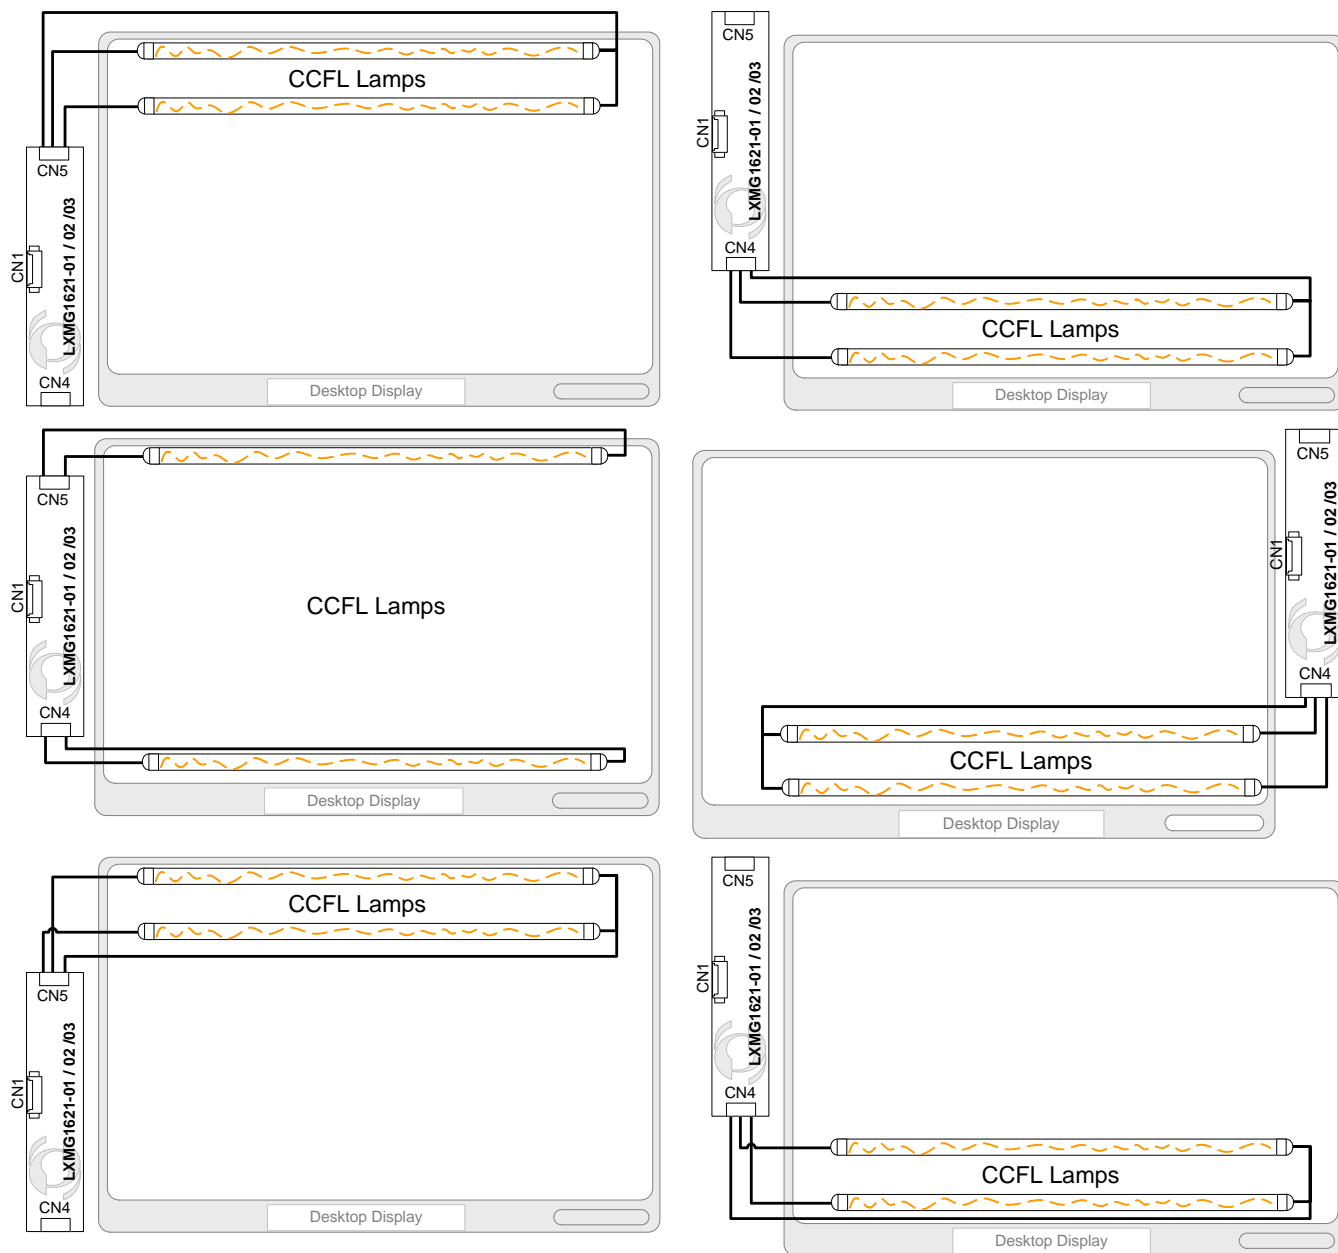 CCFL Lamps
CN5
CN1
LXMG1621-01 / 02 /03
CN4
Desktop Display
CN5
CN1
LXMG1621-01 / 02 /03
CN4
CCFL Lamps
Desktop Display
CN5
CN1
LXMG1621-01 / 02 /03
CCFL Lamps
CN4
Desktop Display
CN5
CN1
LXMG1621-01 / 02 /03
CN4
CCFL Lamps
Desktop Display
CCFL Lamps
CN5
CN1
LXMG1621-01 / 02 /03
CN4
Desktop Display
CN5
CN1
LXMG1621-01 / 02 /03
CN4
CCFL Lamps
Desktop Display